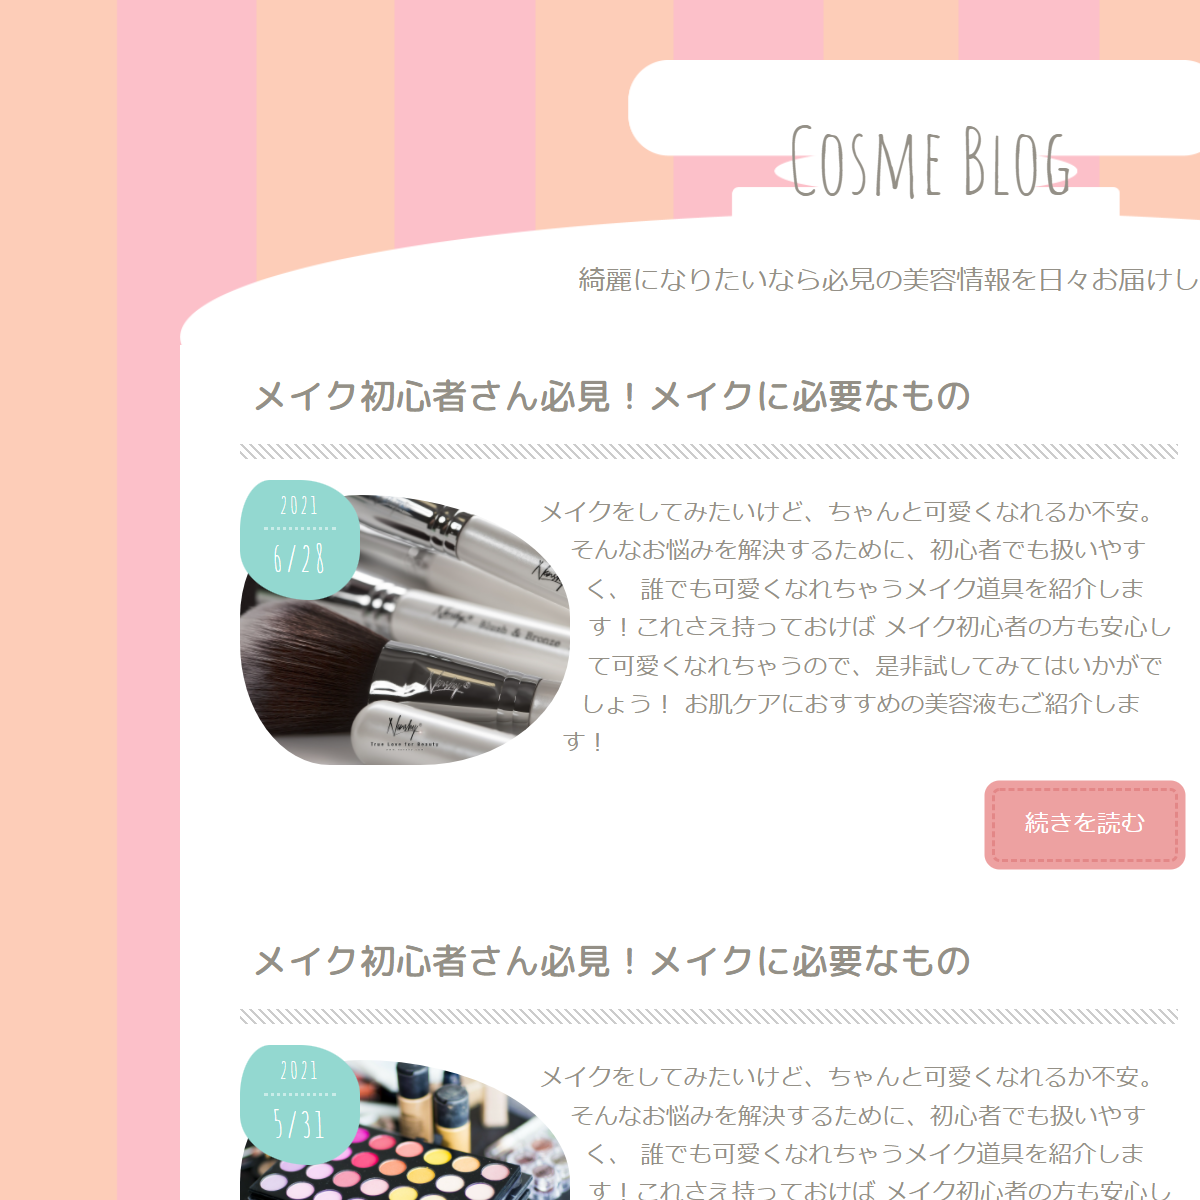 Cosme Blog
綺麗になりたいなら必見の美容情報を日々お届けし
メイク初心者さん必見！メイクに必要なもの
2021
6/28
メイクをしてみたいけど、ちゃんと可愛くなれるか不安。
そんなお悩みを解決するために、初心者でも扱いやす
く、 誰でも可愛くなれちゃうメイク道具を紹介しま
す！これさえ持っておけば メイク初心者の方も安心し
て可愛くなれちゃうので、是非試してみてはいかがで
しょう！ お肌ケアにおすすめの美容液もご紹介しま
す！
Blush & Bronze
True Love for Beauty
続きを読む
メイク初心者さん必見！メイクに必要なもの
2021
5/31
メイクをしてみたいけど、ちゃんと可愛くなれるか不安。
そんなお悩みを解決するために、初心者でも扱いやす
く、 誰でも可愛くなれちゃうメイク道具を紹介しま
す！これさえ持っておけば メイク初心者の方も安心し